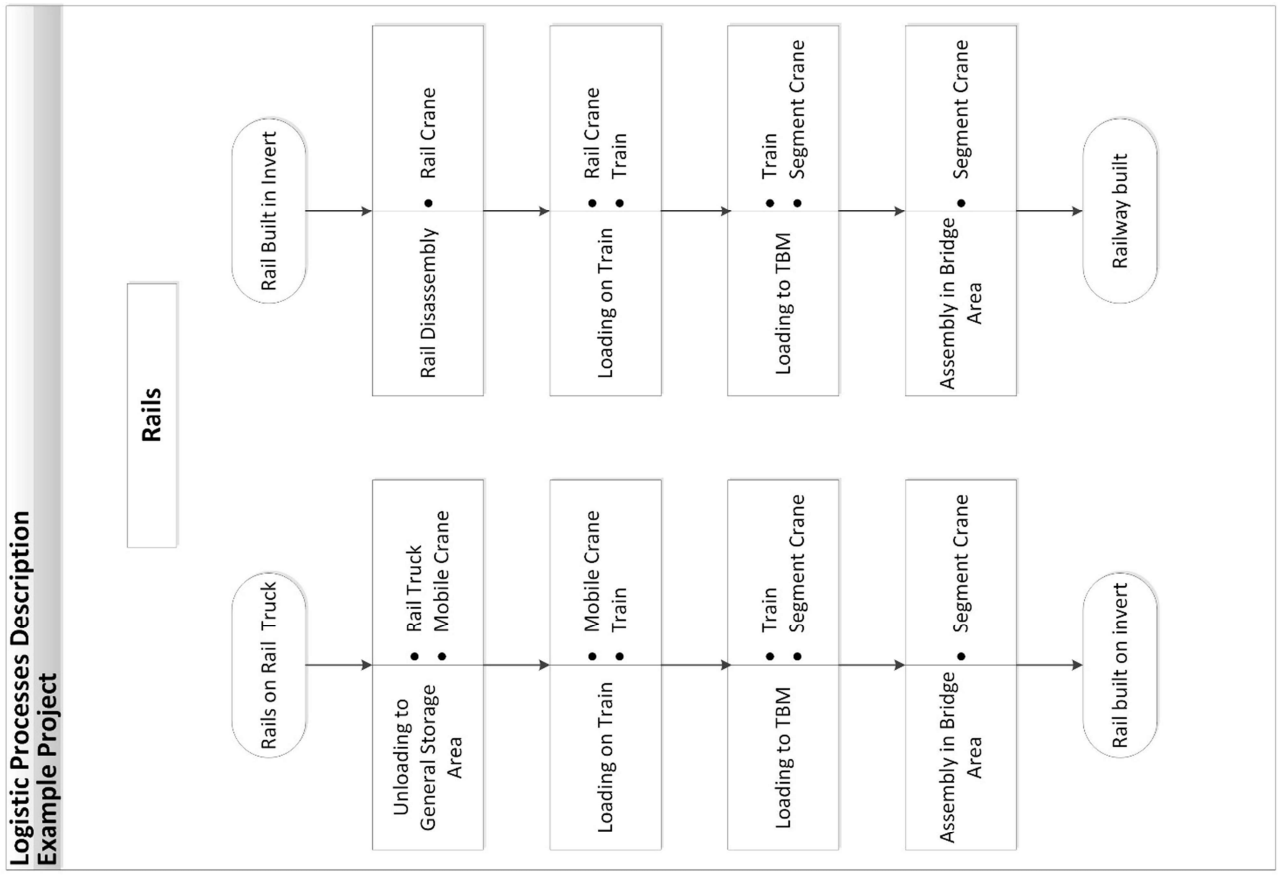 Logistic Processes Description
Example Project
Rails
Rails on Rail Truck
Unloading to
General Storage
Area
• Rail Truck
• Mobile Crane
Loading on Train
• Mobile Crane
• Train
Loading to TBM
• Train
• Segment Crane
Assembly in Bridge
Area
• Segment Crane
Rail built on invert
Rail Built in Invert
Rail Disassembly
• Rail Crane
Loading on Train
• Rail Crane
• Train
Loading to TBM
• Train
• Segment Crane
Assembly in Bridge
Area
• Segment Crane
Railway built